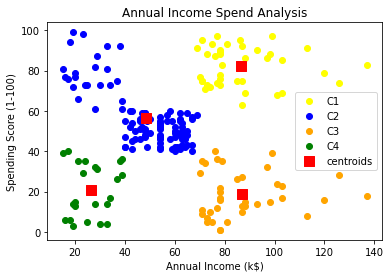 Annual Income Spend Analysis
Spending Score (1-100)
100
80
60
40
20
0
C1
C2
C3
C4
centroids
20
40
60
80
100
120
140
Annual Income (k$)